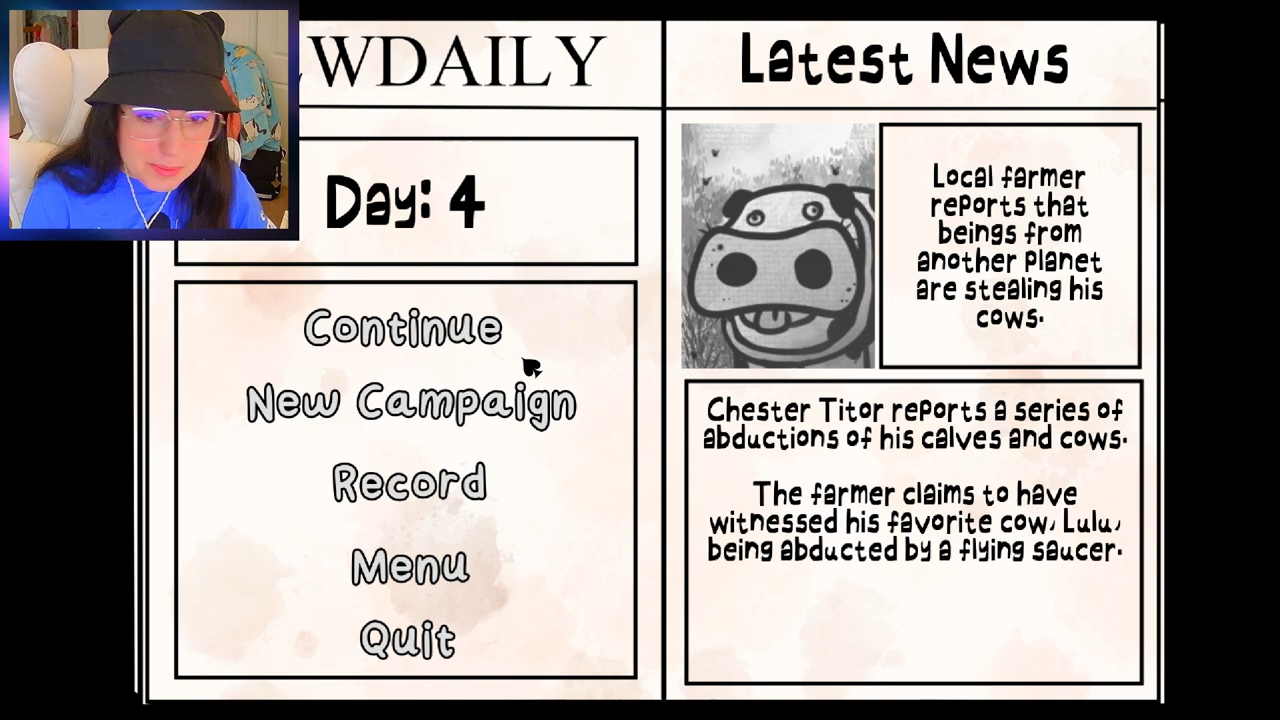 WDAILY
Day: 4
Continue
New Campaign
Record
Menu
Quit
Latest News
Local farmer
reports that
beings from
another planet
are stealing his
cows.
Chester Titor reports a series of
abductions of his calves and cows.
The farmer claims to have
witnessed his favorite cow, Lulu,
being abducted by a flying saucer.